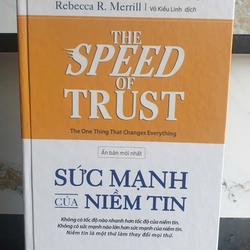 Rebecca R. Merrill | Võ Kiều Linh dịch
THE
SPEED
OF
TRUST
The One Thing That Changes Everything
Ấn bản mới nhất
SỨC MẠNH
CỦA NIỀM TIN
Không có tốc độ nào nhanh hơn tốc độ của niềm tin.
Không có sức mạnh nào lớn hơn sức mạnh của niềm tin.
Niềm tin là một thứ làm thay đổi mọi thứ.